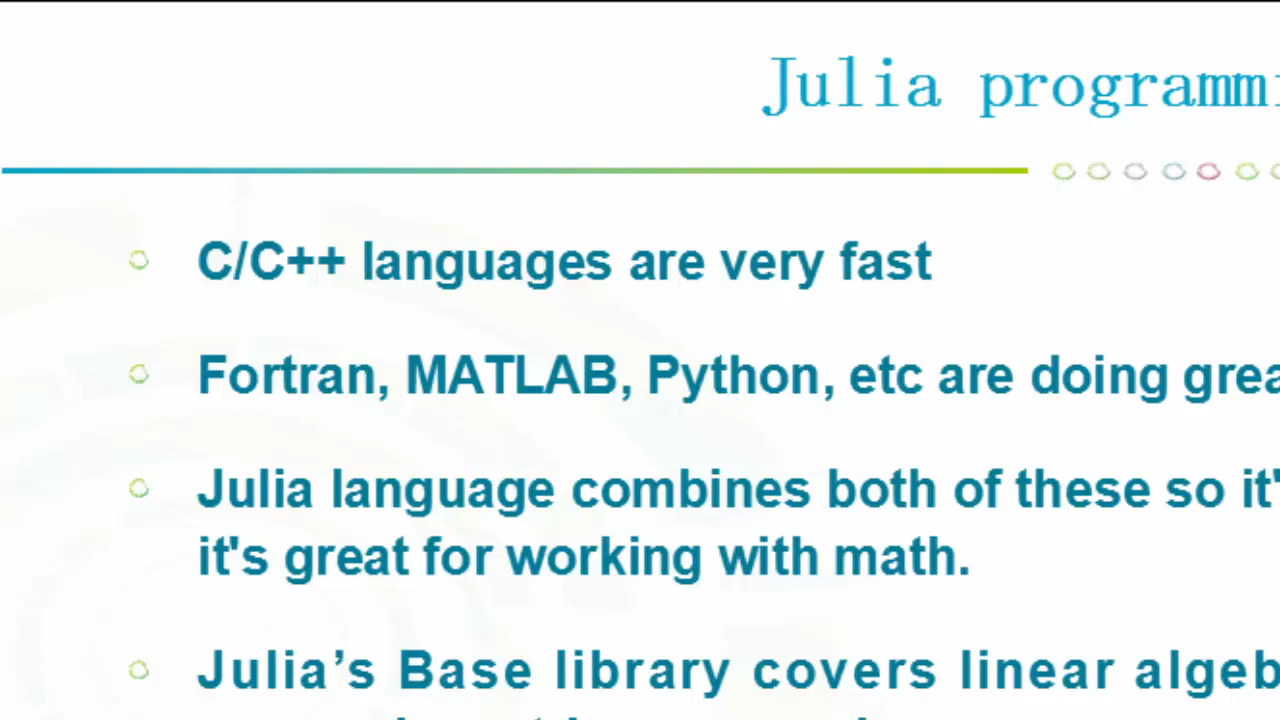 Julia programmi
C/C++ languages are very fast
Fortran, MATLAB, Python, etc are doing grea
Julia language combines both of these so it'
it's great for working with math.
Julia’s Base library covers linear algeb